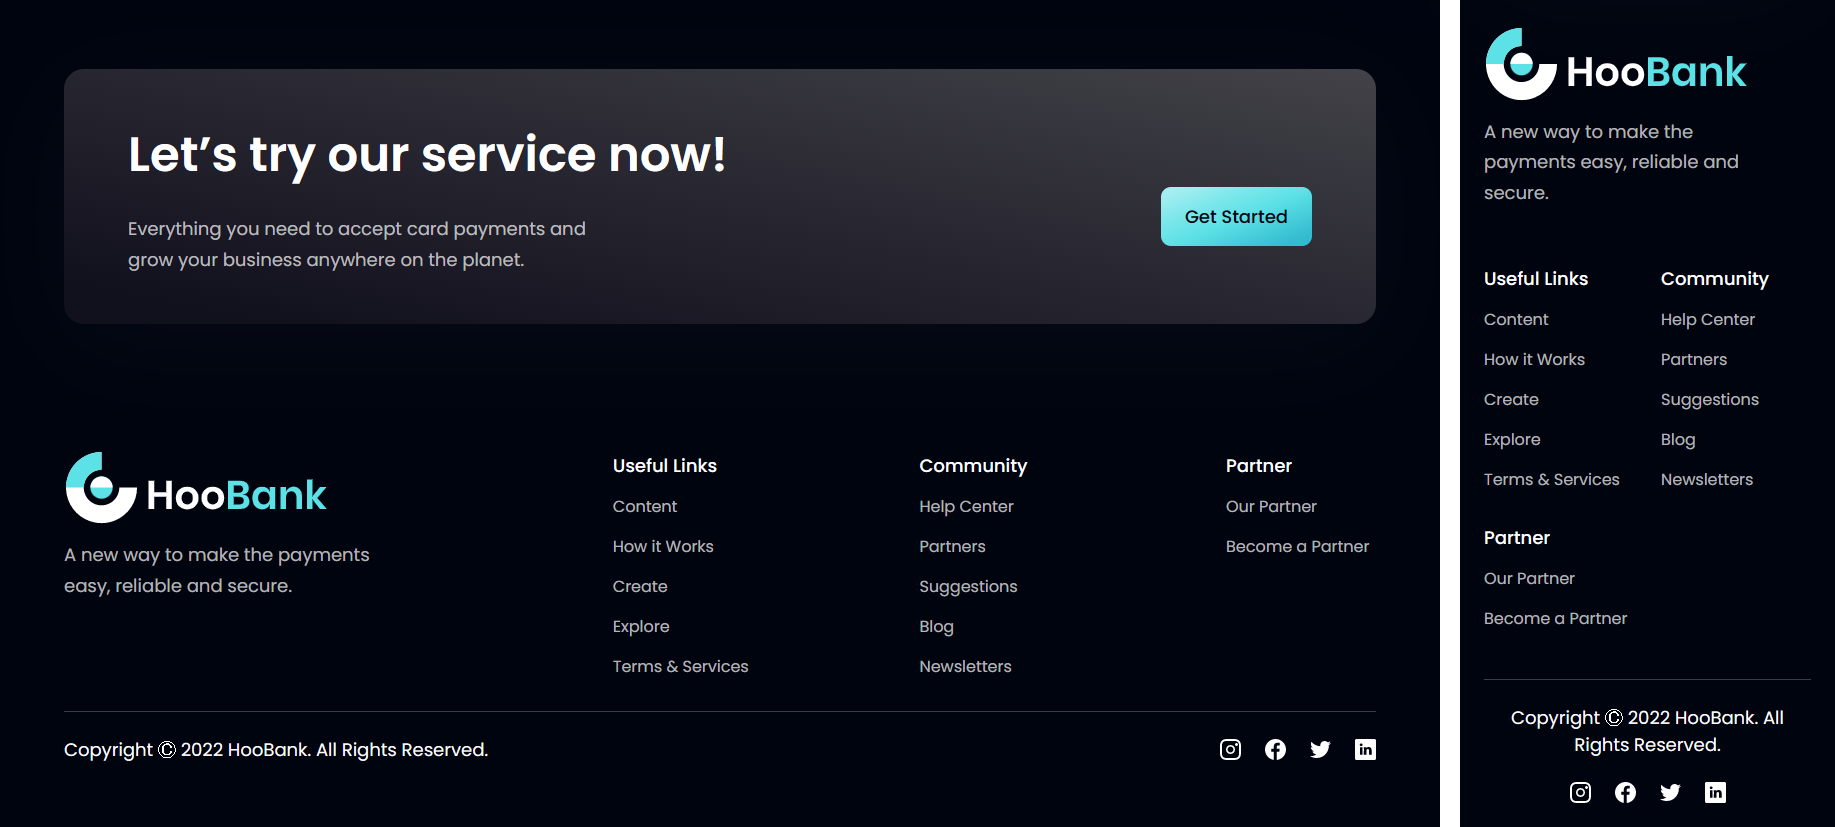 Let’s try our service now!
Everything you need to accept card payments and
grow your business anywhere on the planet.
Get Started
HooBank
A new way to make the payments
easy, reliable and secure.
Useful Links
Content
How it Works
Create
Explore
Terms & Services
Community
Help Center
Partners
Suggestions
Blog
Newsletters
Partner
Our Partner
Become a Partner
Copyright Ⓒ 2022 HooBank. All Rights Reserved.
in
HooBank
A new way to make the
payments easy, reliable and
secure.
Useful Links
Content
How it Works
Create
Explore
Terms & Services
Community
Help Center
Partners
Suggestions
Blog
Newsletters
Partner
Our Partner
Become a Partner
Copyright Ⓒ 2022 HooBank. All
Rights Reserved.
in